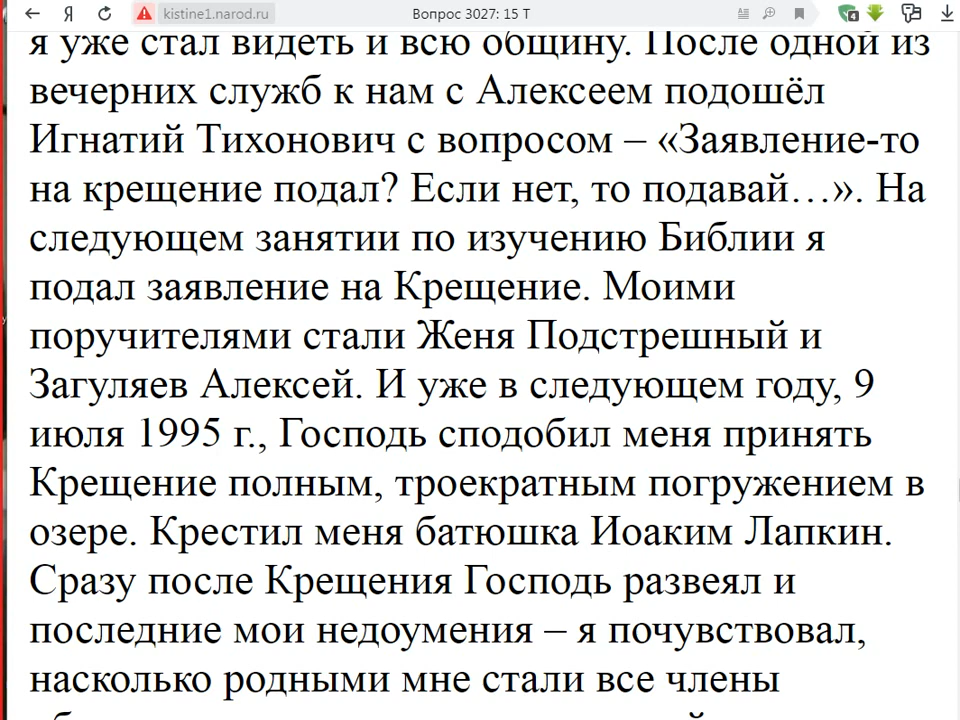 Я
kistine1.narod.ru
Вопрос 3027: 15 Т
4
я уже стал видеть и всю общину. После одной из
вечерних служб к нам с Алексеем подошёл
Игнатий Тихонович с вопросом – «Заявление-то
на крещение подал? Если нет, то подавай…». На
следующем занятии по изучению Библии я
подал заявление на Крещение. Моими
поручителями стали Женя Подстрешный и
Загуляев Алексей. И уже в следующем году, 9
июля 1995 г., Господь сподобил меня принять
Крещение полным, троекратным погружением в
озере. Крестил меня батюшка Иоаким Лапкин.
Сразу после Крещения Господь развеял и
последние мои недоумения – я почувствовал,
насколько родными мне стали все члены